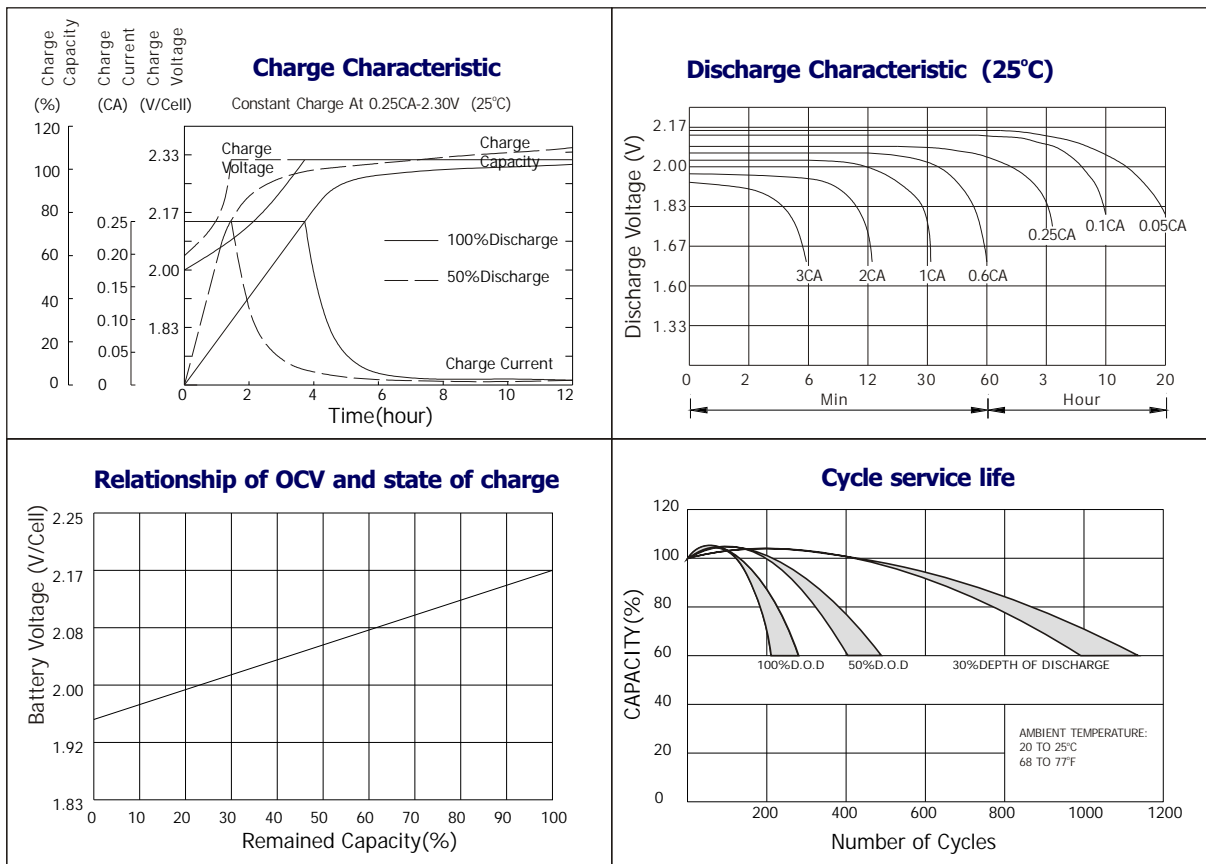 Charge Capacity
Charge Current
Charge Voltage
(%)
(CA)
(V/Cell)
Charge Characteristic
Constant Charge At 0.25CA-2.30V (25°C)
120
100
80
60
40
20
0
0.25
0.20
0.15
0.10
0.05
0
2.33
2.17
2.00
1.83
Charge
Voltage
Charge
Capacity
100%Discharge
50%Discharge
Charge Current
0 2 4 6 8 10 12
Time(hour)
Discharge Characteristic (25°C)
Discharge Voltage (V)
2.17
2.00
1.83
1.67
1.60
1.33
3CA
2CA
1CA
0.6CA
0.25CA
0.1CA
0.05CA
0 2 6 12 30 60 3 10 20
Min
Hour
Relationship of OCV and state of charge
Battery Voltage (V/Cell)
2.25
2.17
2.08
2.00
1.92
1.83
0 10 20 30 40 50 60 70 80 90 100
Remained Capacity(%)
Cycle service life
CAPACITY(%)
120
100
80
60
40
20
0
100%D.O.D
50%D.O.D
30%DEPTH OF DISCHARGE
AMBIENT TEMPERATURE:
20 TO 25°C
68 TO 77°F
200 400 600 800 1000 1200
Number of Cycles